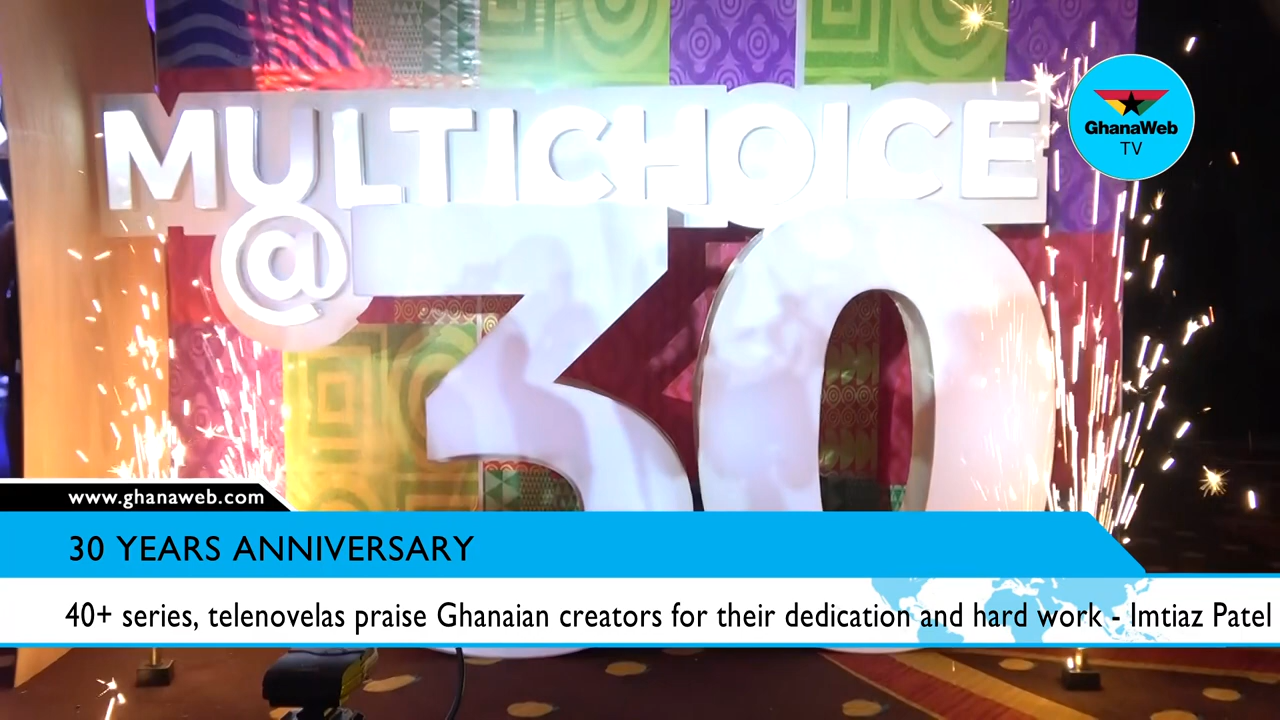 MULTICHOICE
@30
GhanaWeb
TV
www.ghanaweb.com
30 YEARS ANNIVERSARY
40+ series, telenovelas praise Ghanaian creators for their dedication and hard work - Imtiaz Patel